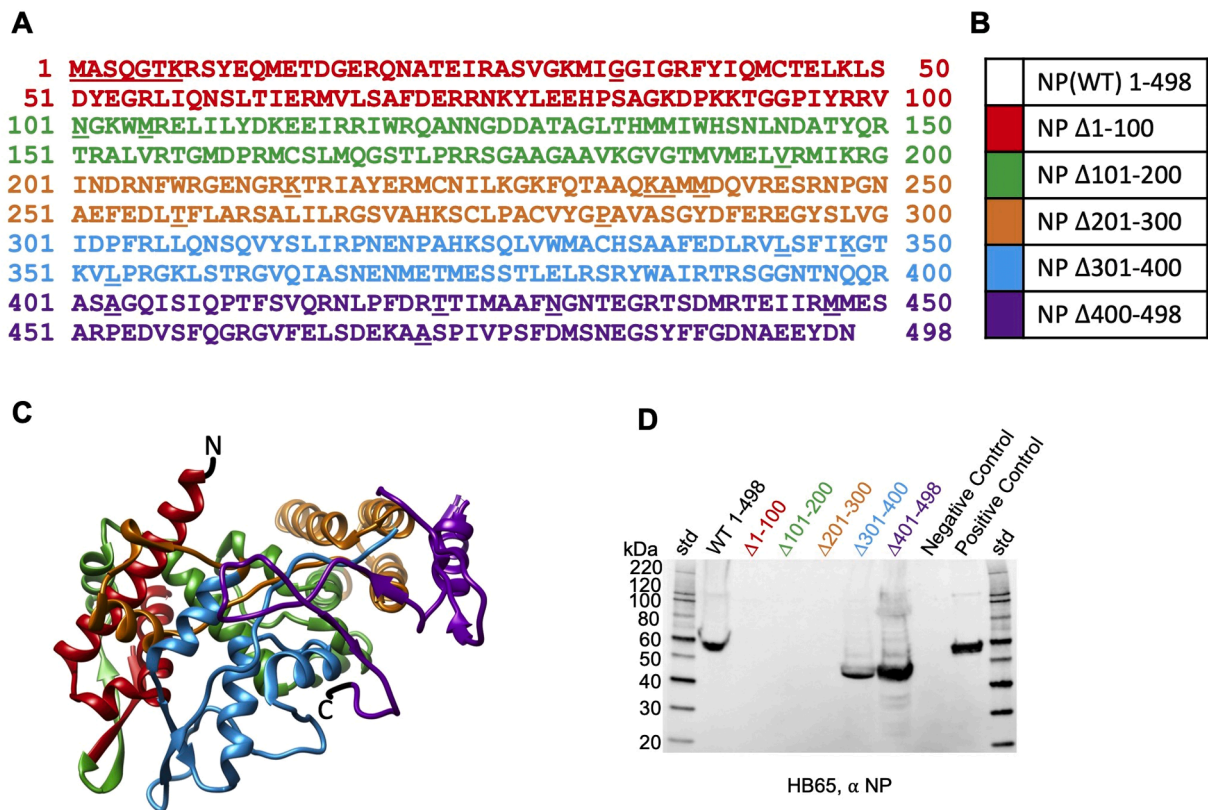 A
1 MASQGTKRSYEQMETDGERQNATEIRASVGKMIGGIGRFYIQMCTELKLS 50
51 DYEGRLIQNSLTIERMVLSAFDERRNKYLEEHPSAGKDPKKTGGPIYRRV 100
101 NGKWMRELILYDKEEIRRIWRQANNGDDATAGLTHMMIWHSNLNDATYQR 150
151 TRALVRTGMDPRMCSLMQGSTLPRRSGAAGAAVKGVGTMVMELVRMIKRG 200
201 INDRNFWRGENGRKTRIAYERMCNILKGKFQTAAQKAMMDQVRESRNPGN 250
251 AEFEDLTFLARSALILRGSVAHKSCLPACVYGPAVASGYDFEREGYSLVG 300
301 IDPFRLLQNSQVYSLIRPNENPAHKSQLVWMACHSAAFEDLRVLSFIKGT 350
351 KVLPRGKLSTRGVQIASNENMETMESSTLELRSRYWAIRTRSGGNTNQQR 400
401 ASAGQISIQPTFSVQRNLPFDRTTIMAAFNGNTEGRTSDMRTEIIRMMES 450
451 ARPEDVSFQGRGVFELSDEKAASPIVPSFDMSNEGSYFFGDNAEEYDN 498
B
NP(WT) 1-498
NP Δ1-100
NP Δ101-200
NP Δ201-300
NP Δ301-400
NP Δ400-498
C
N
C
D
kDa
std
WT 1-498
Δ1-100
Δ101-200
Δ201-300
Δ301-400
Δ401-498
Negative Control
Positive Control
std
220
120
100
80
60
50
40
30
20
HB65, α NP